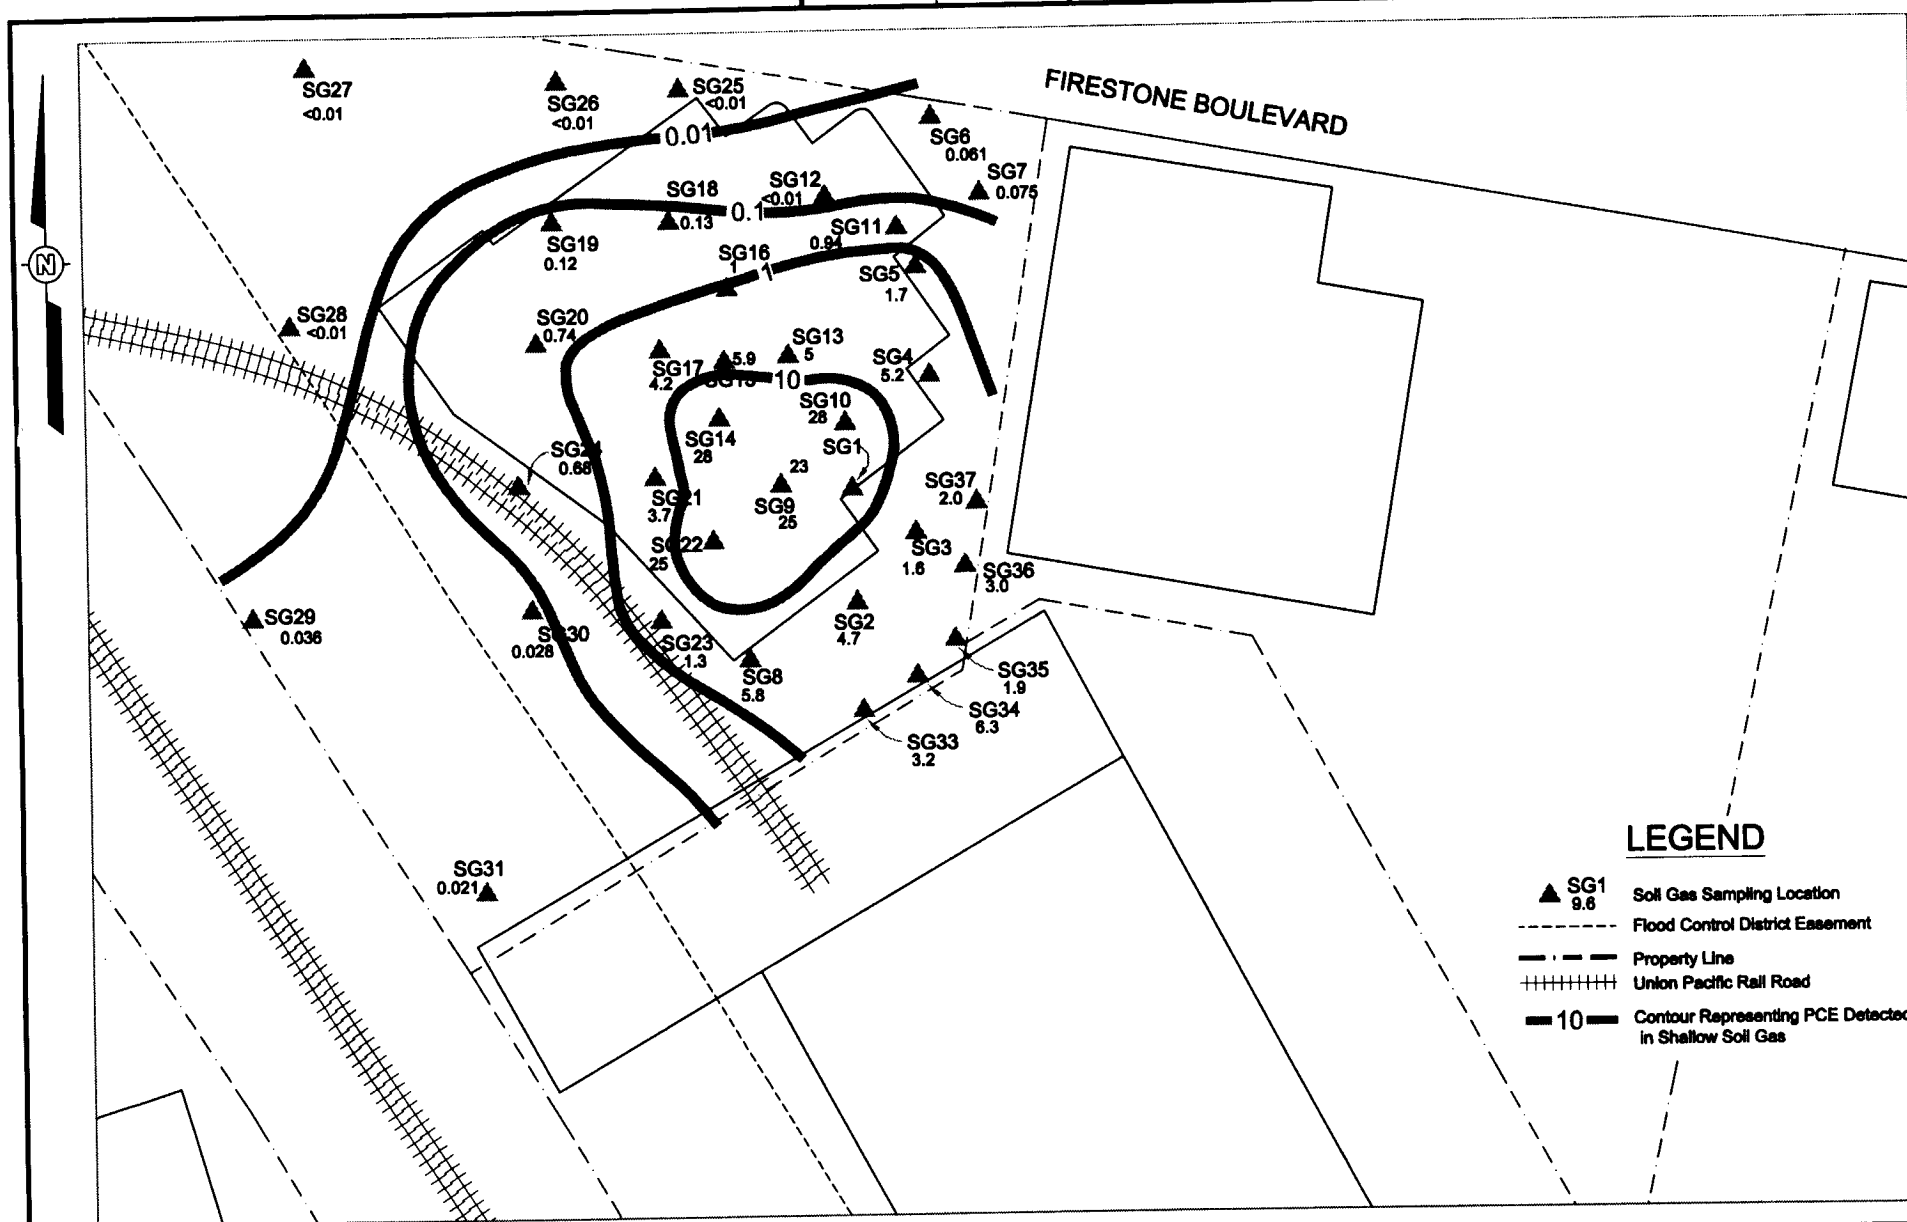 FIRESTONE BOULEVARD
N
SG27
<0.01
SG26
<0.01
SG25
<0.01
SG6
0.061
0.01
SG7
0.075
SG12
<0.01
SG18
0.13
0.1
SG11
0.94
SG19
0.12
SG16
1
1
SG5
1.7
SG28
<0.01
SG20
0.74
SG13
5
SG17
4.2
5.9
SG4
5.2
10
SG10
28
SG14
28
SG1
SG24
0.68
23
SG9
25
SG21
3.7
SG37
2.0
SG22
25
SG3
1.6
SG36
3.0
SG29
0.036
SG30
0.028
SG2
4.7
SG23
1.3
SG8
5.8
SG35
1.9
SG34
6.3
SG33
3.2
SG31
0.021
LEGEND
SG1
9.6
Soil Gas Sampling Location
Flood Control District Easement
Property Line
Union Pacific Rail Road
10
Contour Representing PCE Detected
in Shallow Soil Gas